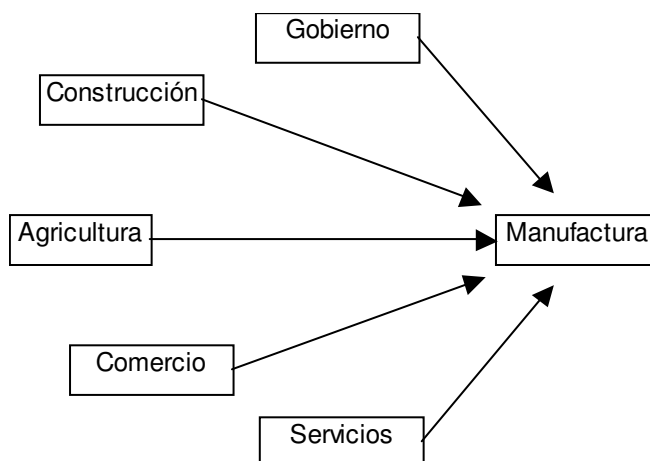 Gobierno
Construcción
Agricultura
Manufactura
Comercio
Servicios